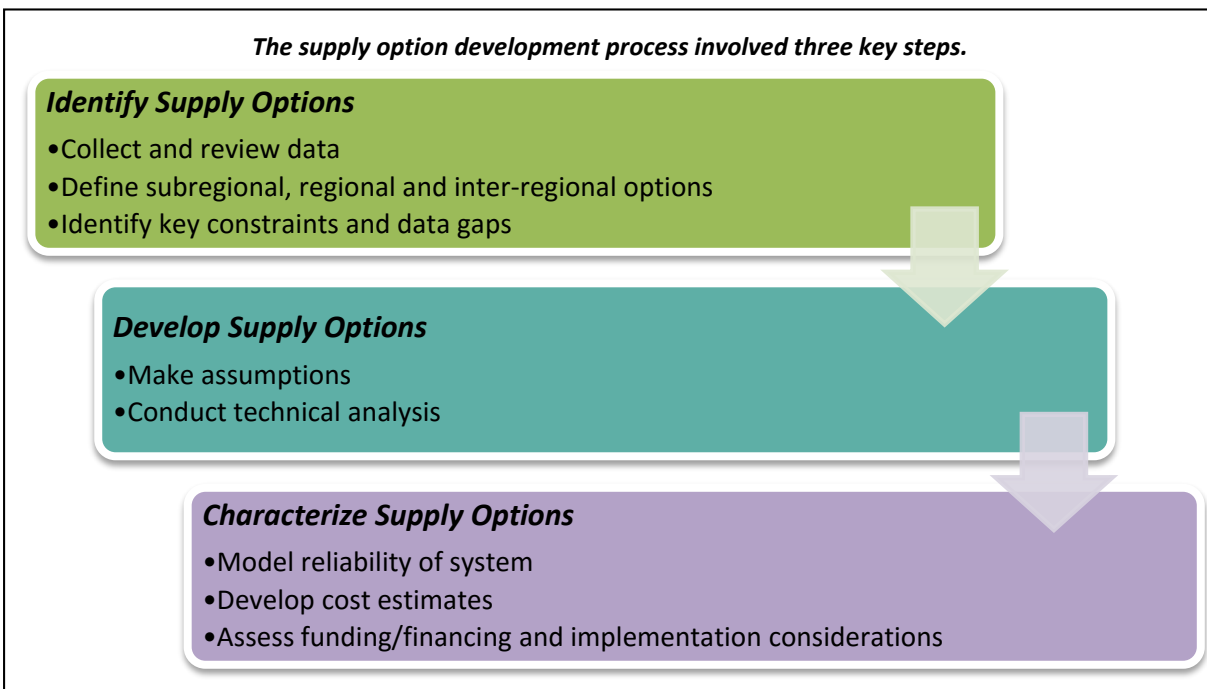 The supply option development process involved three key steps.
Identify Supply Options
•Collect and review data
•Define subregional, regional and inter-regional options
•Identify key constraints and data gaps
Develop Supply Options
•Make assumptions
•Conduct technical analysis
Characterize Supply Options
•Model reliability of system
•Develop cost estimates
•Assess funding/financing and implementation considerations